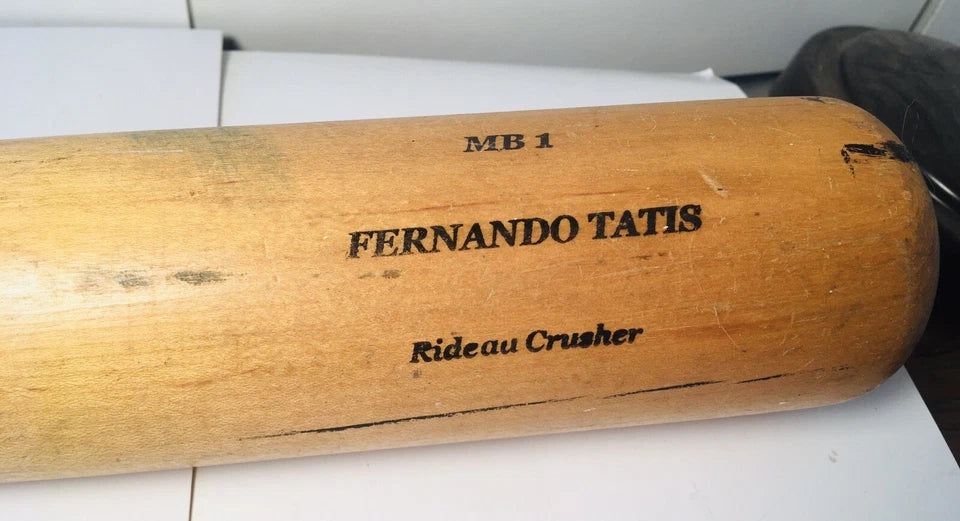 MB 1
FERNANDO TATIS
Rideau Crusher